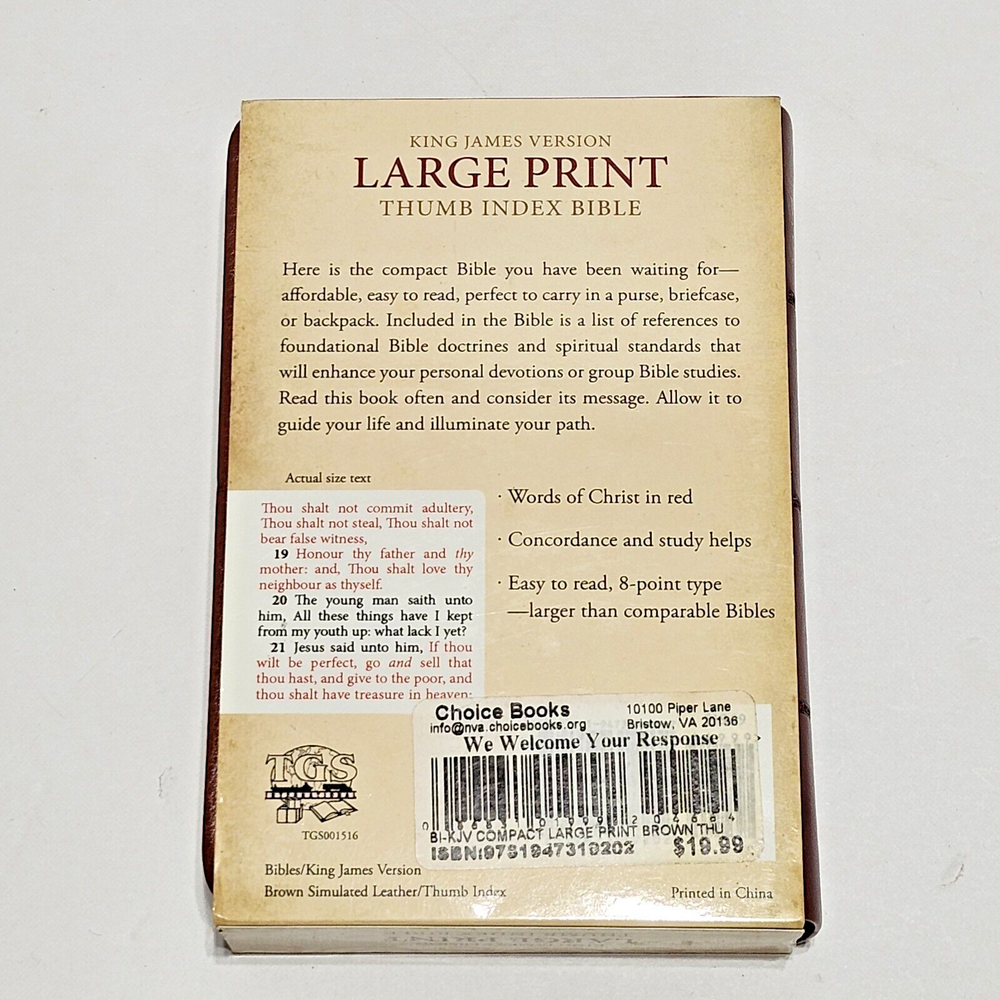 KING JAMES VERSION
LARGE PRINT
THUMB INDEX BIBLE
Here is the compact Bible you have been waiting for—
affordable, easy to read, perfect to carry in a purse, briefcase,
or backpack. Included in the Bible is a list of references to
foundational Bible doctrines and spiritual standards that
will enhance your personal devotions or group Bible studies.
Read this book often and consider its message. Allow it to
guide your life and illuminate your path.
Actual size text
Thou shalt not commit adultery,
Thou shalt not steal, Thou shalt not
bear false witness,
19 Honour thy father and thy
mother: and, Thou shalt love thy
neighbour as thyself.
20 The young man saith unto
him, All these things have I kept
from my youth up: what lack I yet?
21 Jesus said unto him, If thou
wilt be perfect, go and sell that
thou hast, and give to the poor, and
thou shalt have treasure in heaven:
· Words of Christ in red
· Concordance and study helps
· Easy to read, 8-point type
—larger than comparable Bibles
Choice Books
info@nva.choicebooks.org
10100 Piper Lane
Bristow, VA 20136
We Welcome Your Response
BI-KJV COMPACT LARGE PRINT BROWN THU
ISBN:9781947319202 $19.99
TGS
TGS001516
Bibles/King James Version
Brown Simulated Leather/Thumb Index
Printed in China
LARGE PRINT